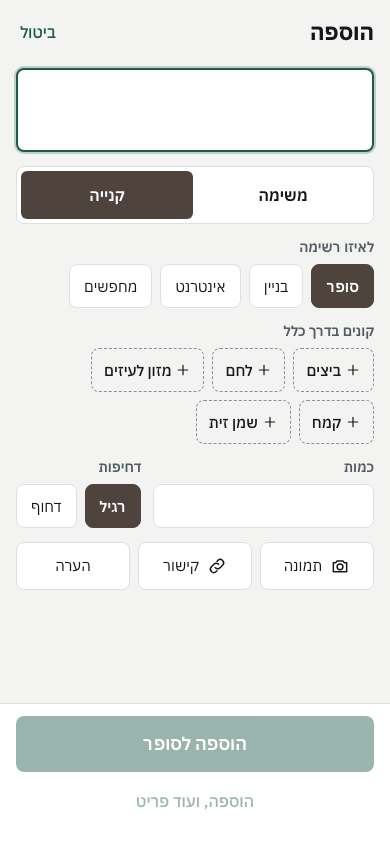 הוספה
ביטול
משימה
קנייה
לאיזו רשימה
סופר
בניין
אינטרנט
מחפשים
קונים בדרך כלל
+ ביצים
+ לחם
+ מזון לעיזים
+ קמח
+ שמן זית
כמות
דחיפות
רגיל
דחוף
תמונה
קישור
הערה
הוספה לסופר
הוספה, ועוד פריט